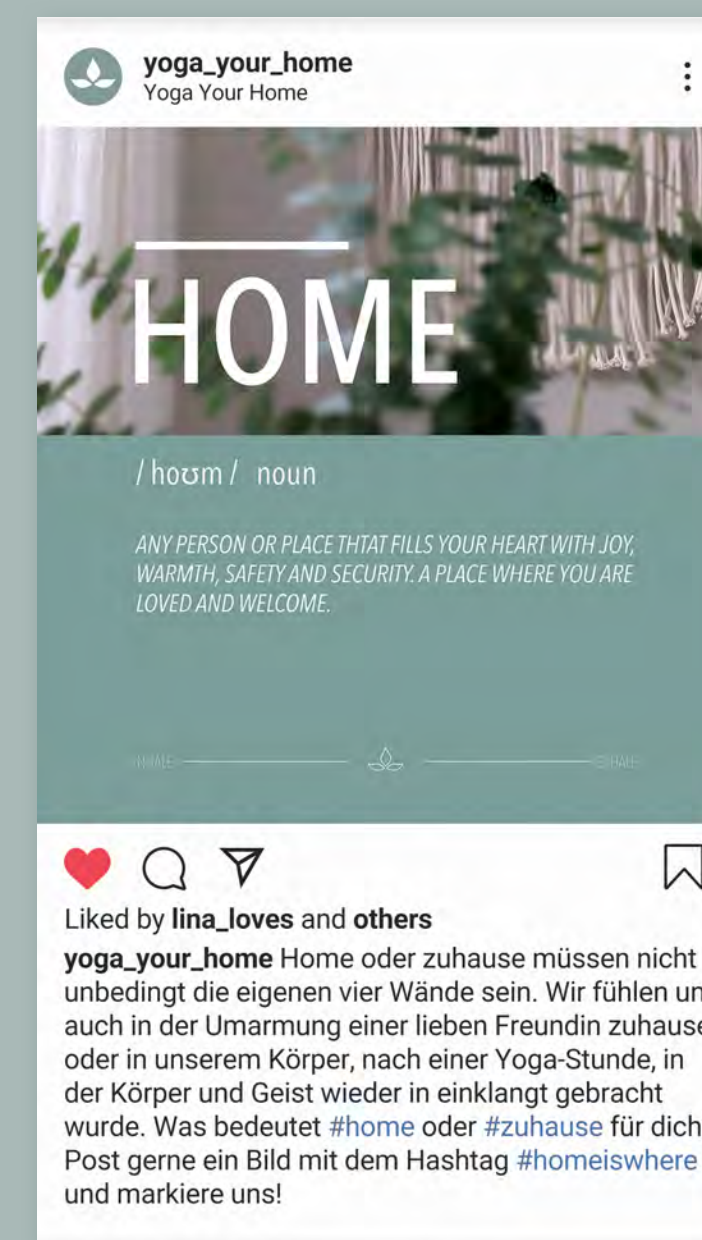 yoga_your_home
Yoga Your Home
HOME
/ hoʊm / noun
ANY PERSON OR PLACE THTAT FILLS YOUR HEART WITH JOY,
WARMTH, SAFETY AND SECURITY. A PLACE WHERE YOU ARE
LOVED AND WELCOME.
Liked by lina_loves and others
yoga_your_home Home oder zuhause müssen nicht
unbedingt die eigenen vier Wände sein. Wir fühlen un
auch in der Umarmung einer lieben Freundin zuhause
oder in unserem Körper, nach einer Yoga-Stunde, in
der Körper und Geist wieder in einklangt gebracht
wurde. Was bedeutet #home oder #zuhause für dich
Post gerne ein Bild mit dem Hashtag #homeiswhere
und markiere uns!